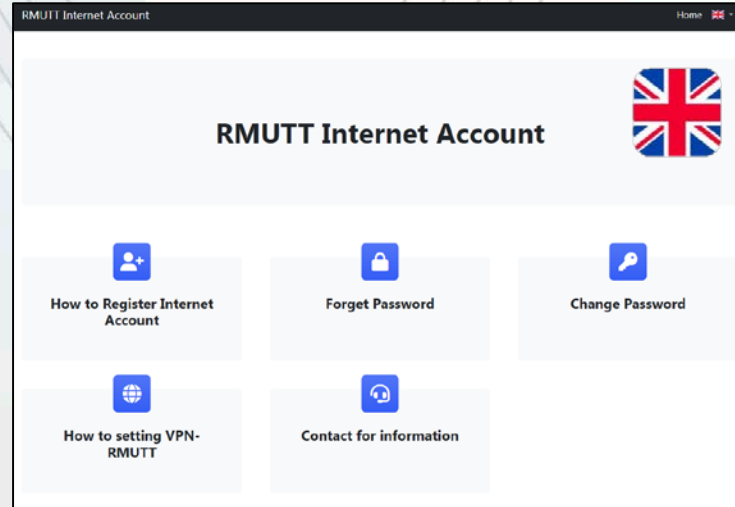 RMUTT Internet Account
Home
RMUTT Internet Account
How to Register Internet
Account
Forget Password
Change Password
How to setting VPN-
RMUTT
Contact for information